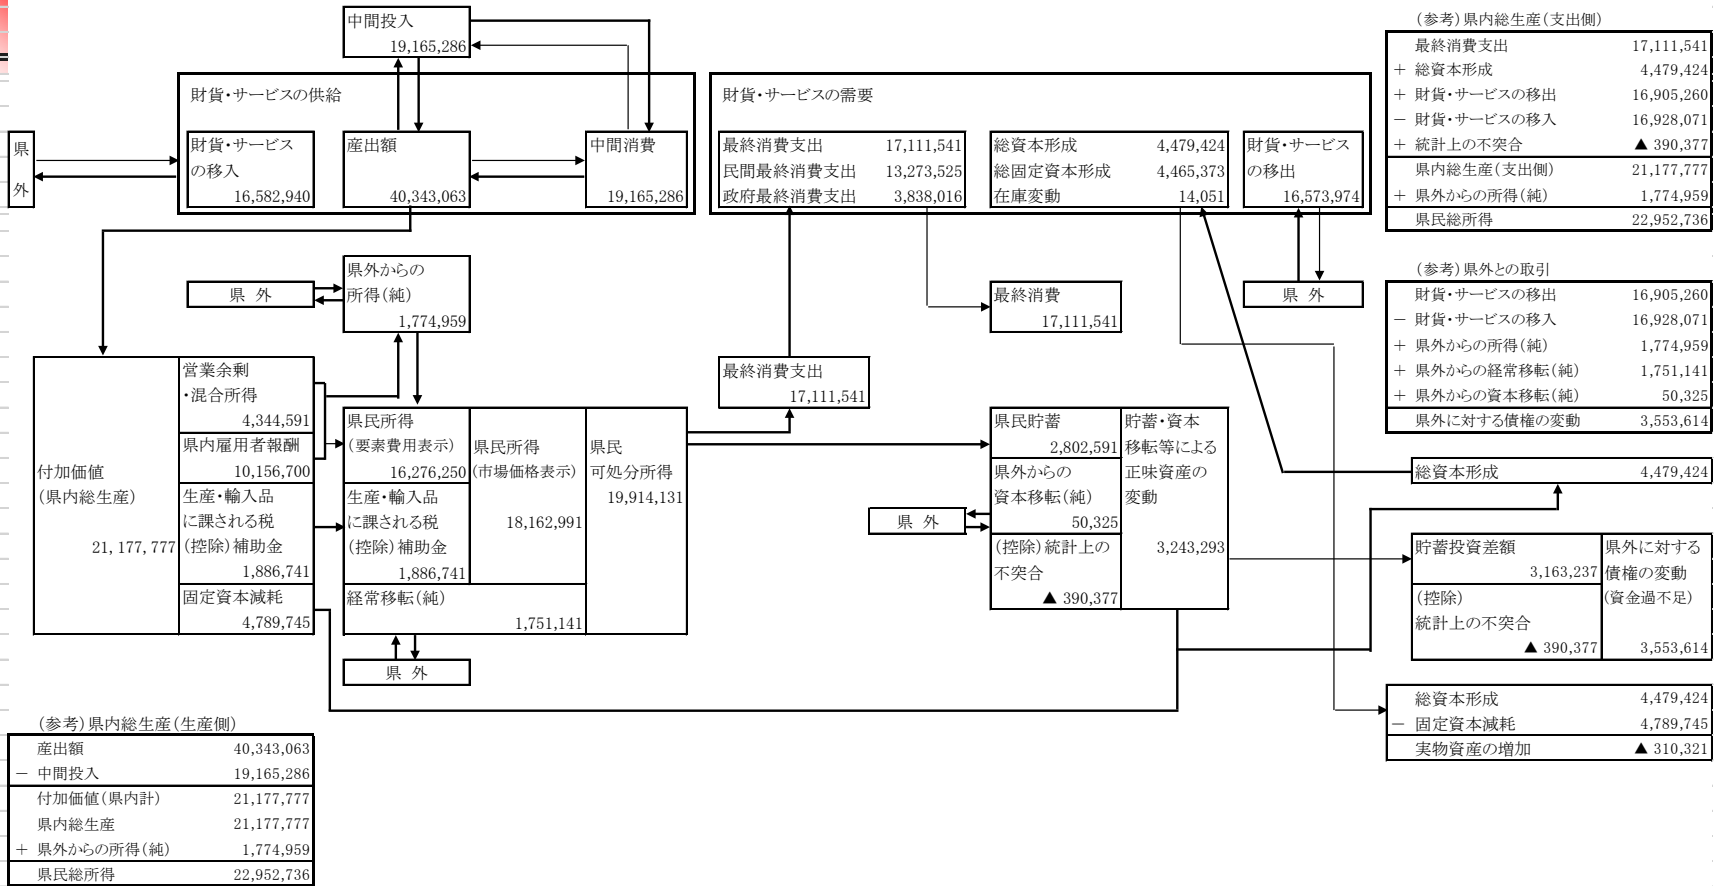 中間投入
19,165,286
財貨・サービスの供給
県
外
財貨・サービス
の移入
16,582,940
産出額
40,343,063
中間消費
19,165,286
財貨・サービスの需要
最終消費支出 17,111,541
民間最終消費支出 13,273,525
政府最終消費支出 3,838,016
総資本形成 4,479,424
総固定資本形成 4,465,373
在庫変動 14,051
財貨・サービス
の移出
16,573,974
(参考)県内総生産(支出側)
最終消費支出 17,111,541
＋ 総資本形成 4,479,424
＋ 財貨・サービスの移出 16,905,260
－ 財貨・サービスの移入 16,928,071
＋ 統計上の不突合 ▲ 390,377
県内総生産(支出側) 21,177,777
＋ 県外からの所得(純) 1,774,959
県民総所得 22,952,736
県 外
県外からの
所得(純)
1,774,959
最終消費
17,111,541
県 外
(参考)県外との取引
財貨・サービスの移出 16,905,260
－ 財貨・サービスの移入 16,928,071
＋ 県外からの所得(純) 1,774,959
＋ 県外からの経常移転(純) 1,751,141
＋ 県外からの資本移転(純) 50,325
県外に対する債権の変動 3,553,614
付加価値
(県内総生産)
21,177,777
営業余剰
・混合所得
4,344,591
県内雇用者報酬
10,156,700
生産・輸入品
に課される税
(控除)補助金
1,886,741
固定資本減耗
4,789,745
県民所得
(要素費用表示)
16,276,250
生産・輸入品
に課される税
(控除)補助金
1,886,741
経常移転(純)
1,751,141
県民所得
(市場価格表示)
18,162,991
県民
可処分所得
19,914,131
県 外
最終消費支出
17,111,541
県 外
県民貯蓄
2,802,591
県外からの
資本移転(純)
50,325
(控除)統計上の
不突合
▲ 390,377
貯蓄・資本
移転等による
正味資産の
変動
3,243,293
総資本形成 4,479,424
貯蓄投資差額
3,163,237
(控除)
統計上の不突合
▲ 390,377
県外に対する
債権の変動
(資金過不足)
3,553,614
総資本形成 4,479,424
－ 固定資本減耗 4,789,745
実物資産の増加 ▲ 310,321
(参考)県内総生産(生産側)
産出額 40,343,063
－ 中間投入 19,165,286
付加価値(県内計) 21,177,777
県内総生産 21,177,777
＋ 県外からの所得(純) 1,774,959
県民総所得 22,952,736